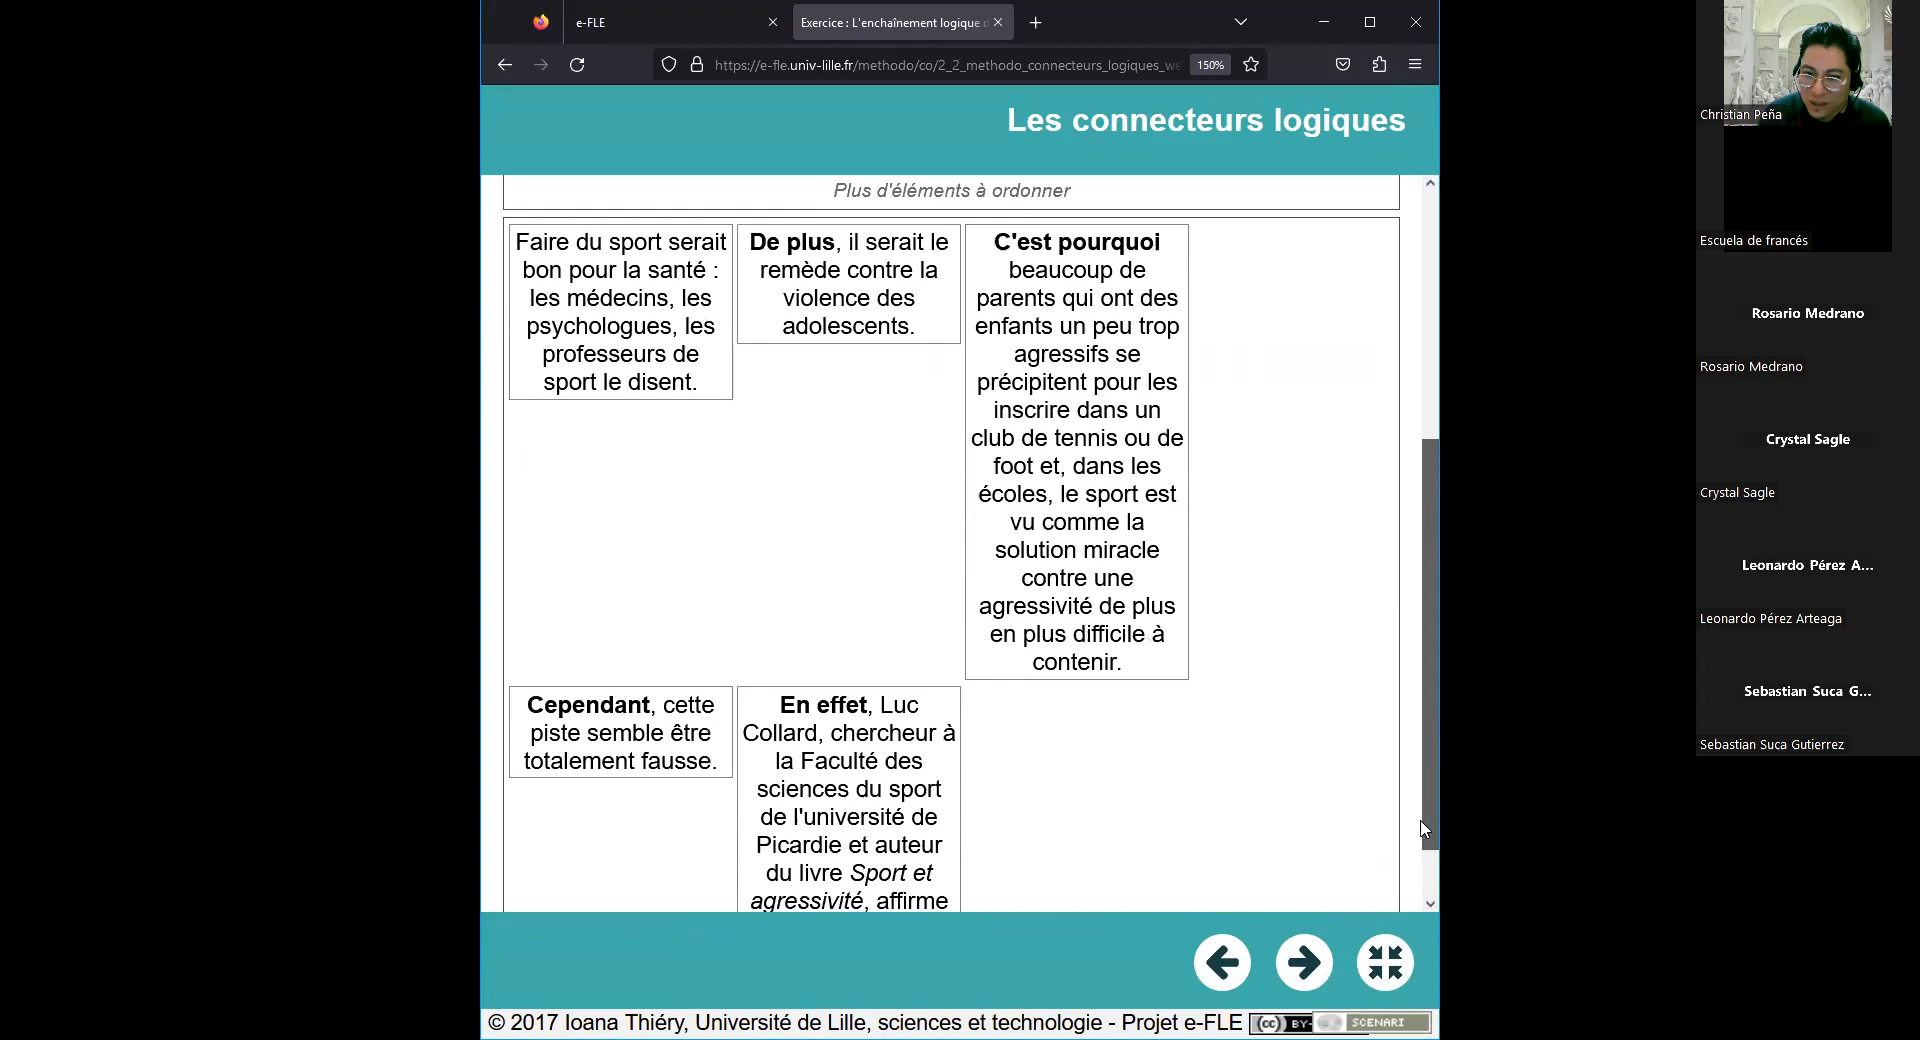 e-FLE
Exercice : L'enchaînement logique d
https://e-fle.univ-lille.fr/methodo/co/2_2_methodo_connecteurs_logiques_we
150%
Les connecteurs logiques
Plus d'éléments à ordonner
Faire du sport serait
bon pour la santé :
les médecins, les
psychologues, les
professeurs de
sport le disent.
De plus, il serait le
remède contre la
violence des
adolescents.
C'est pourquoi
beaucoup de
parents qui ont des
enfants un peu trop
agressifs se
précipitent pour les
inscrire dans un
club de tennis ou de
foot et, dans les
écoles, le sport est
vu comme la
solution miracle
contre une
agressivité de plus
en plus difficile à
contenir.
Cependant, cette
piste semble être
totalement fausse.
En effet, Luc
Collard, chercheur à
la Faculté des
sciences du sport
de l'université de
Picardie et auteur
du livre Sport et
agressivité, affirme
© 2017 Ioana Thiéry, Université de Lille, sciences et technologie - Projet e-FLE
cc BY-
SCENARI
Christian Peña
Escuela de francés
Rosario Medrano
Rosario Medrano
Crystal Sagle
Crystal Sagle
Leonardo Pérez A...
Leonardo Pérez Arteaga
Sebastian Suca G...
Sebastian Suca Gutierrez